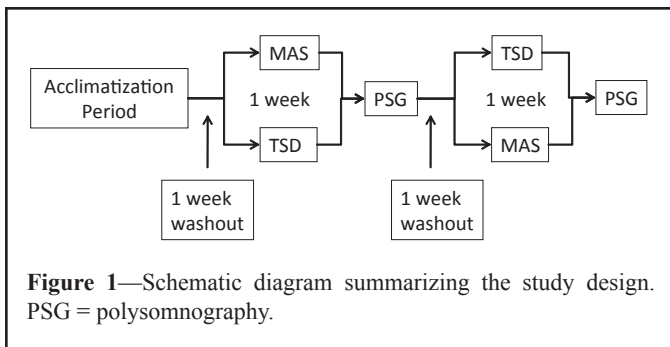 Acclimatization
Period
MAS
1 week
TSD
PSG
TSD
1 week
MAS
PSG
1 week
washout
1 week
washout
Figure 1—Schematic diagram summarizing the study design.
PSG = polysomnography.